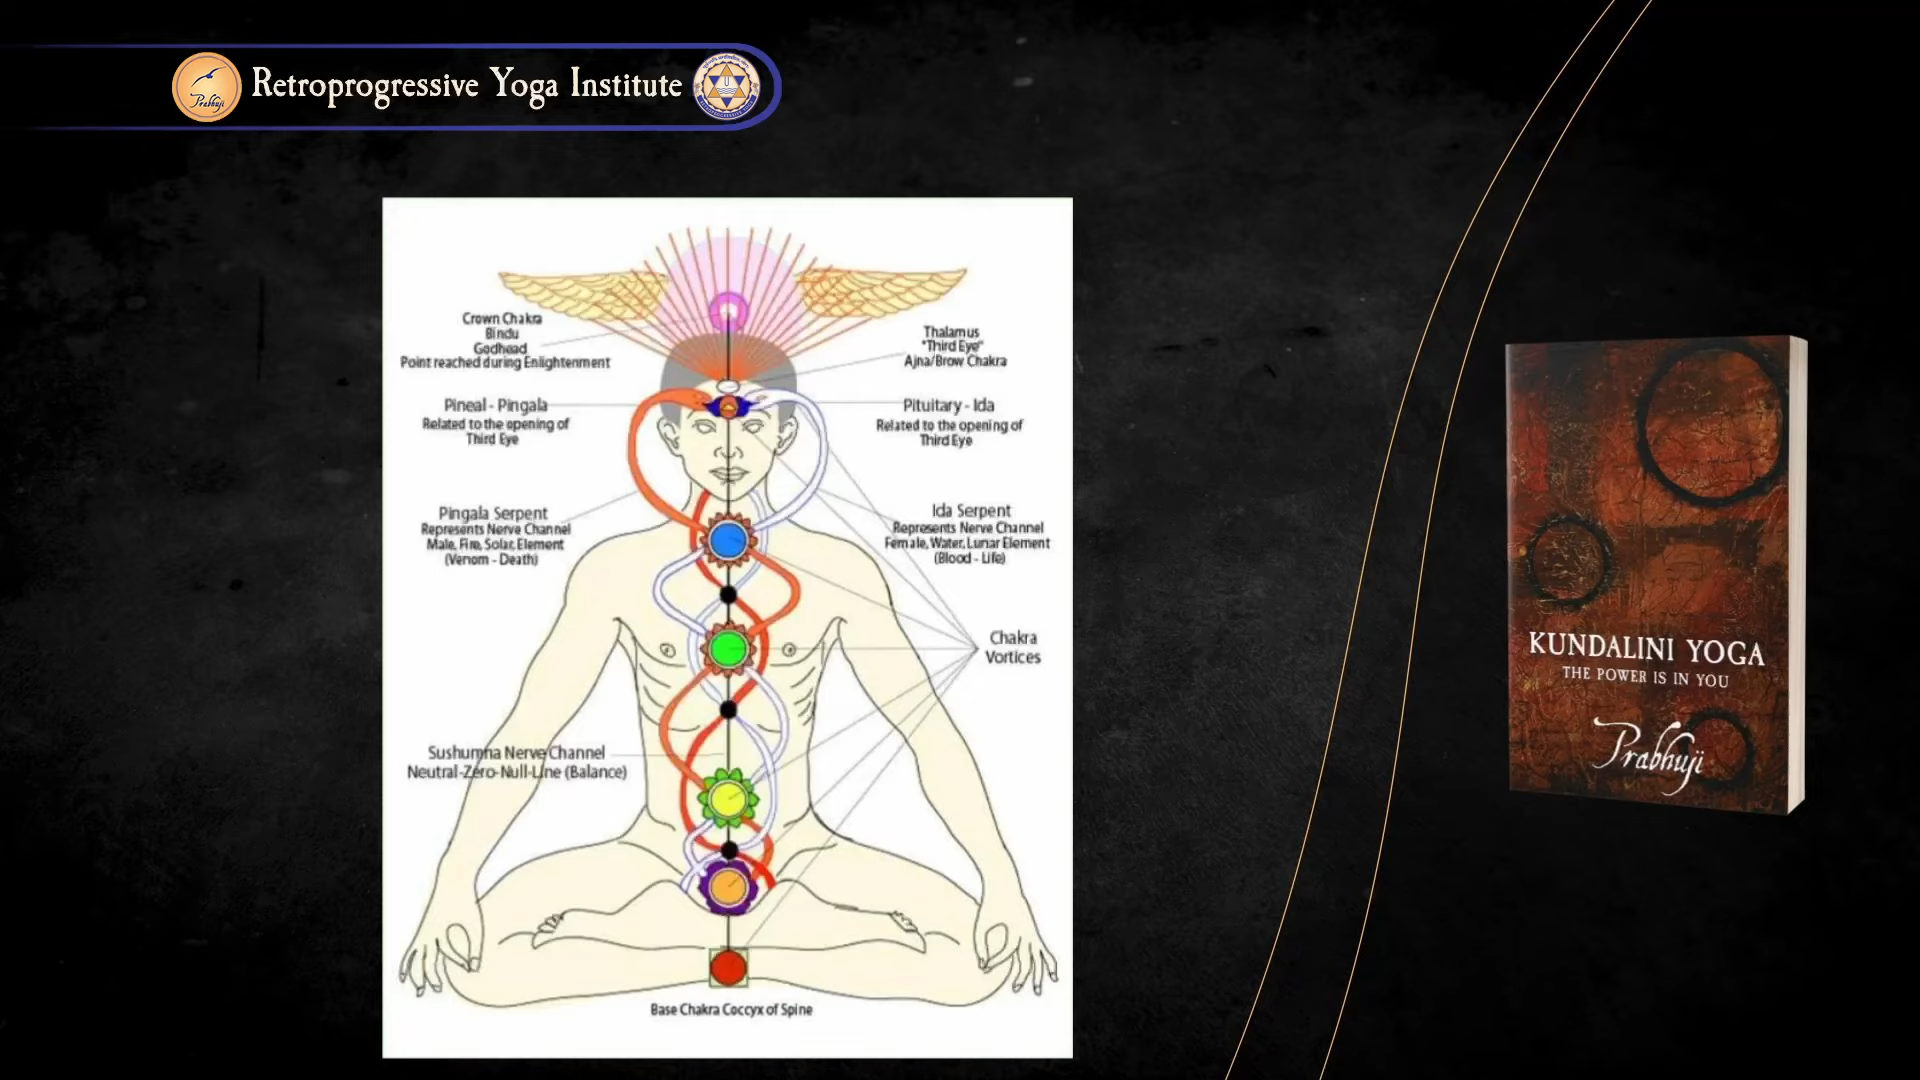 Prabhuji
Retroprogressive Yoga Institute
Crown Chakra
Bindu
Godhead
Point reached during Enlightenment
Thalamus
"Third Eye"
Ajna/Brow Chakra
Pineal - Pingala
Related to the opening of
Third Eye
Pituitary - Ida
Related to the opening of
Third Eye
Pingala Serpent
Represents Nerve Channel
Male, Fire, Solar, Element
(Venom - Death)
Ida Serpent
Represents Nerve Channel
Female, Water, Lunar Element
(Blood - Life)
Chakra
Vortices
Sushumna Nerve Channel
Neutral-Zero-Null-Line (Balance)
Base Chakra Coccyx of Spine
KUNDALINI YOGA
THE POWER IS IN YOU
Prabhuji